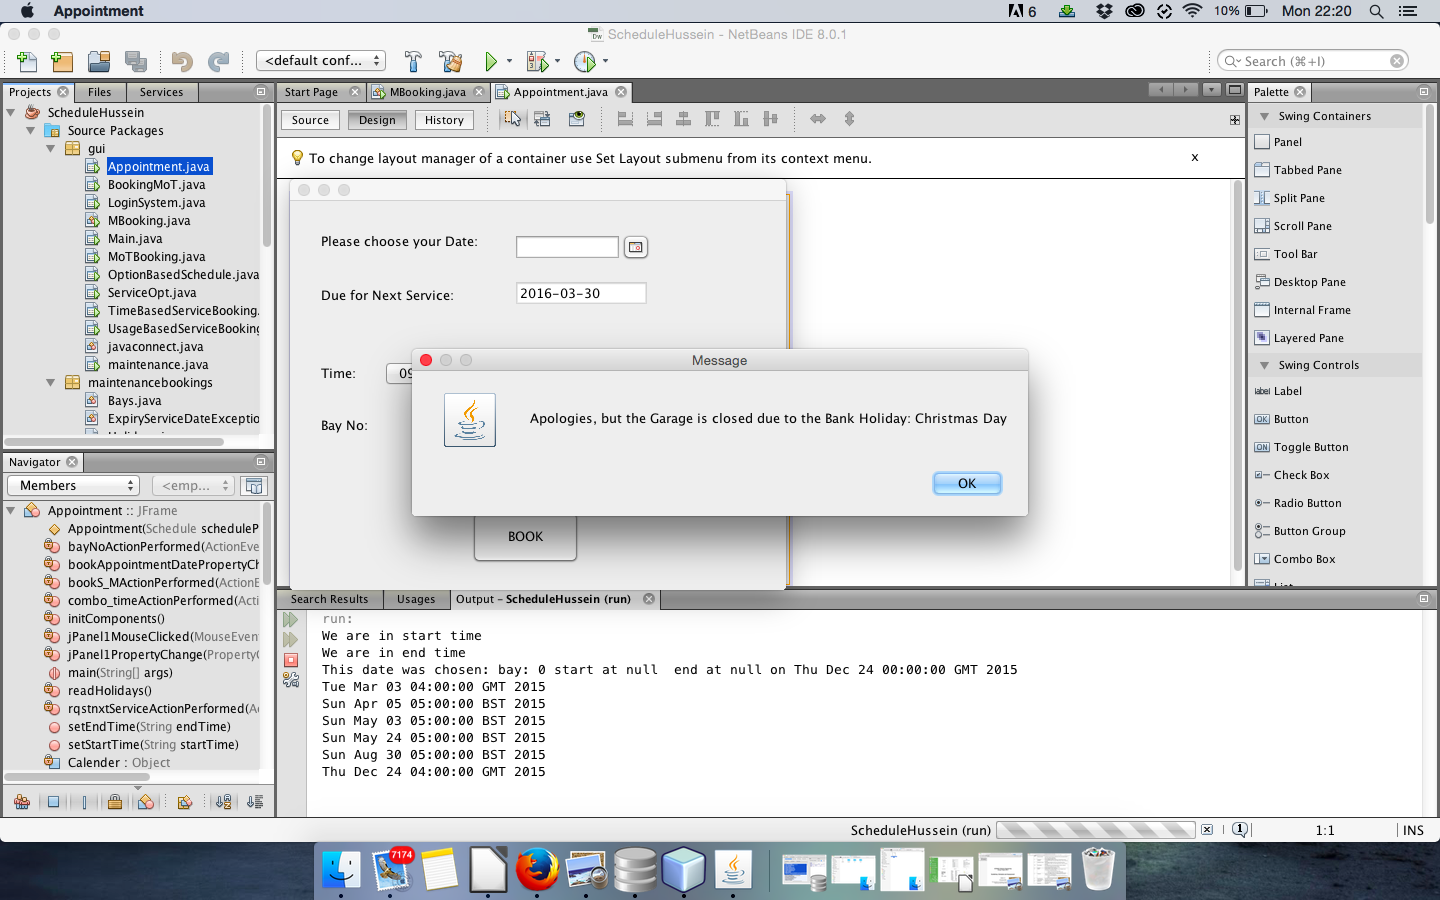 Appointment
6
10%
Mon 22:20
ScheduleHussein - NetBeans IDE 8.0.1
<default conf...
Search (⌘+I)
Projects
Files
Services
Start Page
MBooking.java
Appointment.java
Palette
Source
Design
History
To change layout manager of a container use Set Layout submenu from its context menu.
x
ScheduleHussein
Source Packages
gui
Appointment.java
BookingMoT.java
LoginSystem.java
MBooking.java
Main.java
MoTBooking.java
OptionBasedSchedule.java
ServiceOpt.java
TimeBasedServiceBooking.
UsageBasedServiceBooking
javaconnect.java
maintenance.java
maintenancebookings
Bays.java
ExpiryServiceDateExceptio
Please choose your Date:
Due for Next Service:
2016-03-30
Time:
09
Bay No:
BOOK
Message
Apologies, but the Garage is closed due to the Bank Holiday: Christmas Day
OK
Swing Containers
Panel
Tabbed Pane
Split Pane
Scroll Pane
Tool Bar
Desktop Pane
Internal Frame
Layered Pane
Swing Controls
Label
Button
Toggle Button
Check Box
Radio Button
Button Group
Combo Box
Navigator
Members
<emp...
Appointment :: JFrame
Appointment(Schedule scheduleP
bayNoActionPerformed(ActionEve
bookAppointmentDatePropertyCh
bookS_MActionPerformed(ActionE
combo_timeActionPerformed(Acti
initComponents()
jPanel1MouseClicked(MouseEven
jPanel1PropertyChange(PropertyC
main(String[] args)
readHolidays()
rqstnxtServiceActionPerformed(Ac
setEndTime(String endTime)
setStartTime(String startTime)
Calender : Object
Search Results
Usages
Output - ScheduleHussein (run)
run:
We are in start time
We are in end time
This date was chosen: bay: 0 start at null  end at null on Thu Dec 24 00:00:00 GMT 2015
Tue Mar 03 04:00:00 GMT 2015
Sun Apr 05 05:00:00 BST 2015
Sun May 03 05:00:00 BST 2015
Sun May 24 05:00:00 BST 2015
Sun Aug 30 05:00:00 BST 2015
Thu Dec 24 04:00:00 GMT 2015
ScheduleHussein (run)
1
1:1
INS
7174